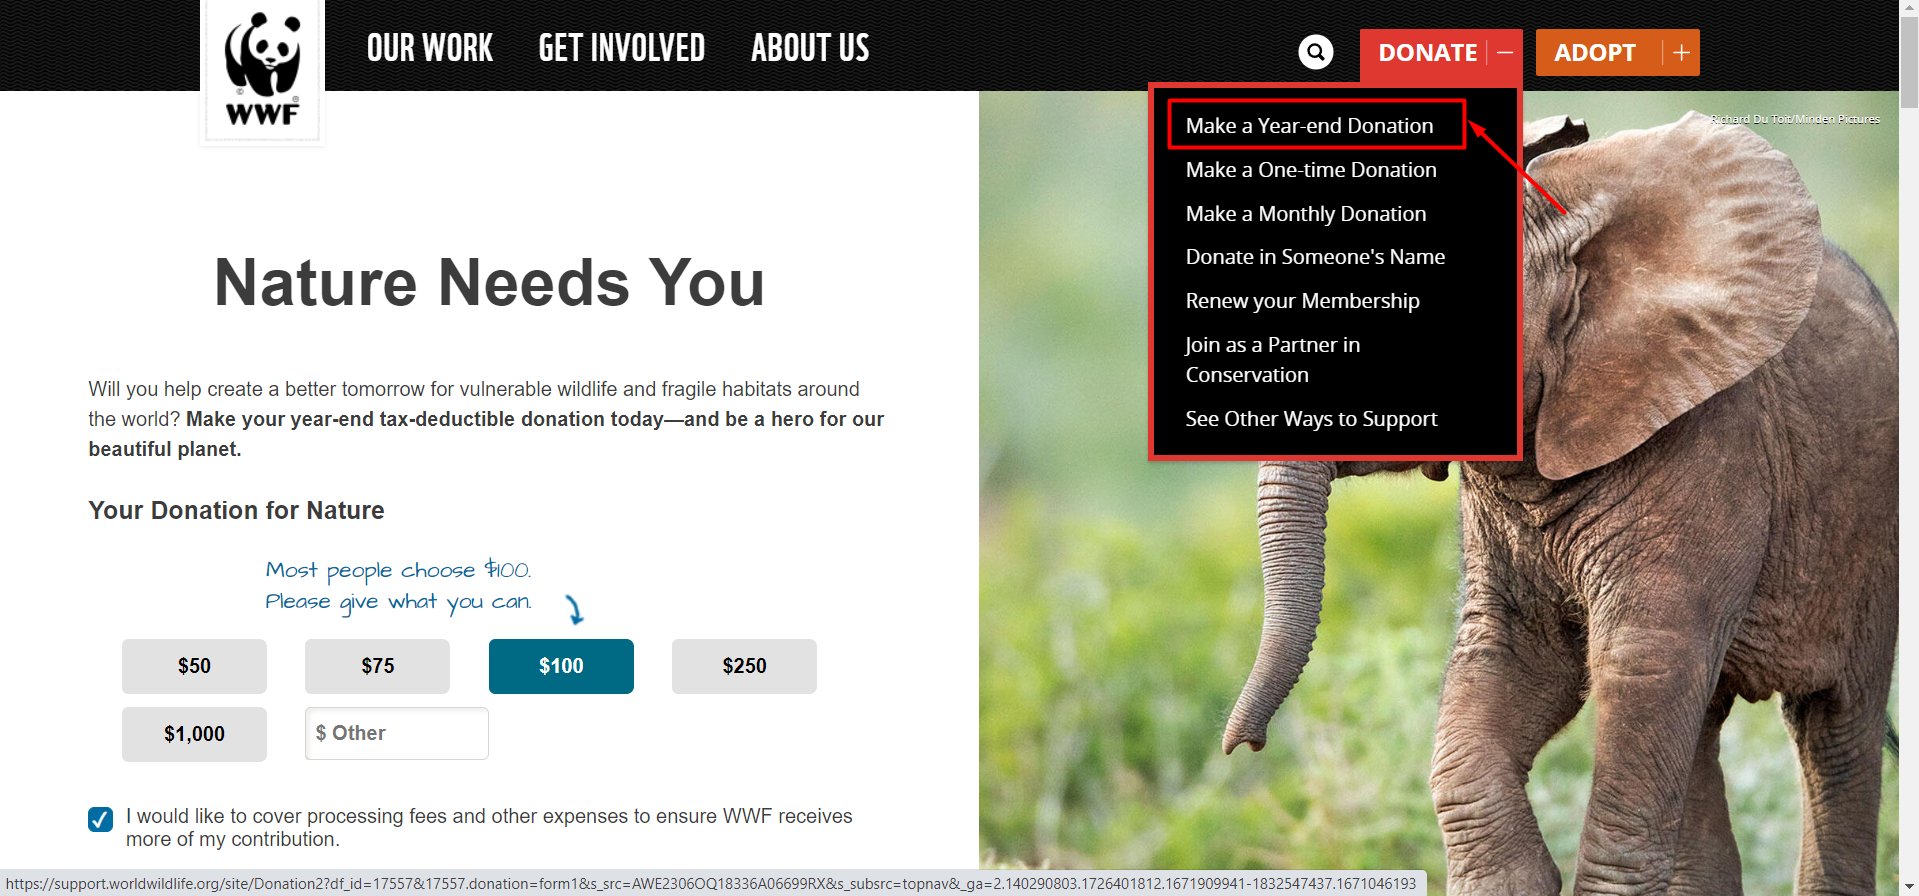 WWF
OUR WORK
GET INVOLVED
ABOUT US
DONATE
ADOPT
Make a Year-end Donation
Make a One-time Donation
Make a Monthly Donation
Donate in Someone's Name
Renew your Membership
Join as a Partner in
Conservation
See Other Ways to Support
Richard Du Toit/Minden Pictures
Nature Needs You
Will you help create a better tomorrow for vulnerable wildlife and fragile habitats around
the world? Make your year-end tax-deductible donation today—and be a hero for our
beautiful planet.
Your Donation for Nature
Most people choose $100.
Please give what you can.
$50
$75
$100
$250
$1,000
$ Other
I would like to cover processing fees and other expenses to ensure WWF receives
more of my contribution.
https://support.worldwildlife.org/site/Donation2?df_id=17557&17557.donation=form1&s_src=AWE2306OQ18336A06699RX&s_subsrc=topnav&_ga=2.140290803.1726401812.1671909941-1832547437.1671046193